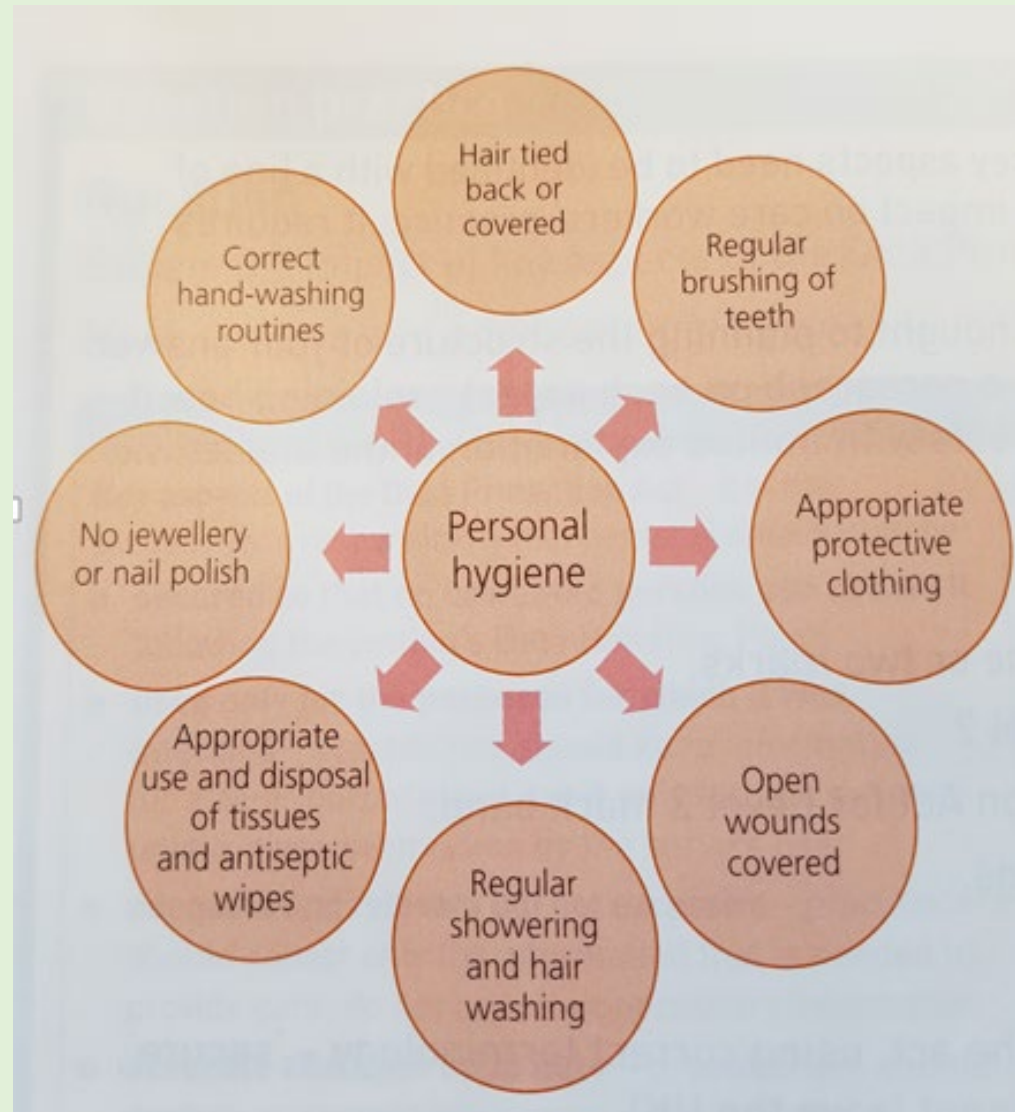 Hair tied
back or
covered
Regular
brushing of
teeth
Appropriate
protective
clothing
Open
wounds
covered
Regular
showering
and hair
washing
Appropriate
use and disposal
of tissues
and antiseptic
wipes
No jewellery
or nail polish
Correct
hand-washing
routines
Personal
hygiene